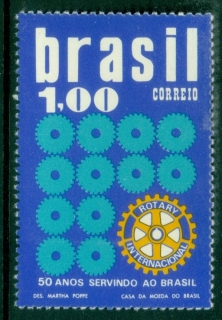 brasil
1,00 CORREIO
ROTARY
INTERNACIONAL
50 ANOS SERVINDO AO BRASIL
DES. MARTHA POPPE CASA DA MOEDA DO BRASIL